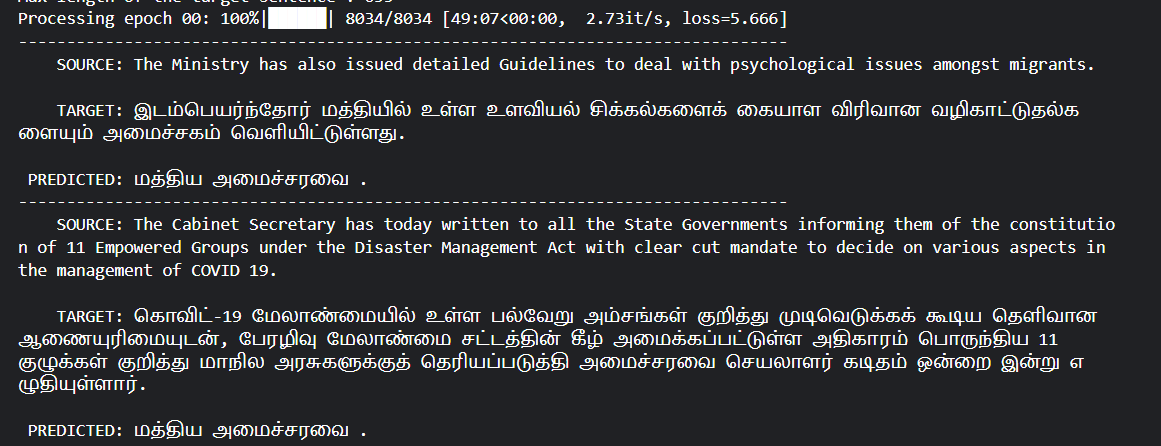 Processing epoch 00: 100%|██████| 8034/8034 [49:07<00:00,  2.73it/s, loss=5.666]
--------------------------------------------------------------------------------
    SOURCE: The Ministry has also issued detailed Guidelines to deal with psychological issues amongst migrants.
    TARGET: இடம்பெயர்ந்தோர் மத்தியில் உள்ள உளவியல் சிக்கல்களைக் கையாள விரிவான வழிகாட்டுதல்க
ளையும் அமைச்சகம் வெளியிட்டுள்ளது.
 PREDICTED: மத்திய அமைச்சரவை .
--------------------------------------------------------------------------------
    SOURCE: The Cabinet Secretary has today written to all the State Governments informing them of the constitutio
n of 11 Empowered Groups under the Disaster Management Act with clear cut mandate to decide on various aspects in
the management of COVID 19.
    TARGET: கொவிட்-19 மேலாண்மையில் உள்ள பல்வேறு அம்சங்கள் குறித்து முடிவெடுக்கக் கூடிய தெளிவான
ஆணையுரிமையுடன், பேரழிவு மேலாண்மை சட்டத்தின் கீழ் அமைக்கப்பட்டுள்ள அதிகாரம் பொருந்திய 11
குழுக்கள் குறித்து மாநில அரசுகளுக்குத் தெரியப்படுத்தி அமைச்சரவை செயலாளர் கடிதம் ஒன்றை இன்று எ
ழுதியுள்ளார்.
 PREDICTED: மத்திய அமைச்சரவை .